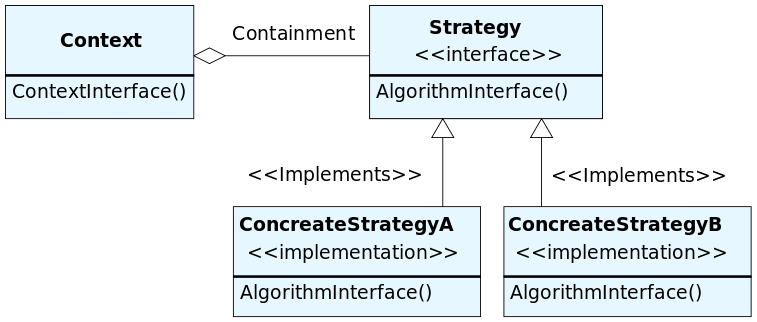 Context
ContextInterface()
Containment
Strategy
<<interface>>
AlgorithmInterface()
<<Implements>>
<<Implements>>
ConcreateStrategyA
<<implementation>>
AlgorithmInterface()
ConcreateStrategyB
<<implementation>>
AlgorithmInterface()